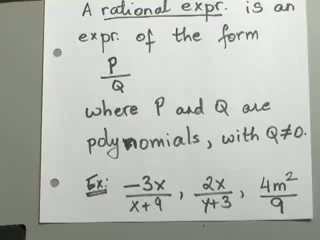 A rational expr. is an
expr. of the form
P/Q
where P and Q are
polynomials, with Q≠0.
Ex: -3x/x+9, 2x/y+3, 4m²/9